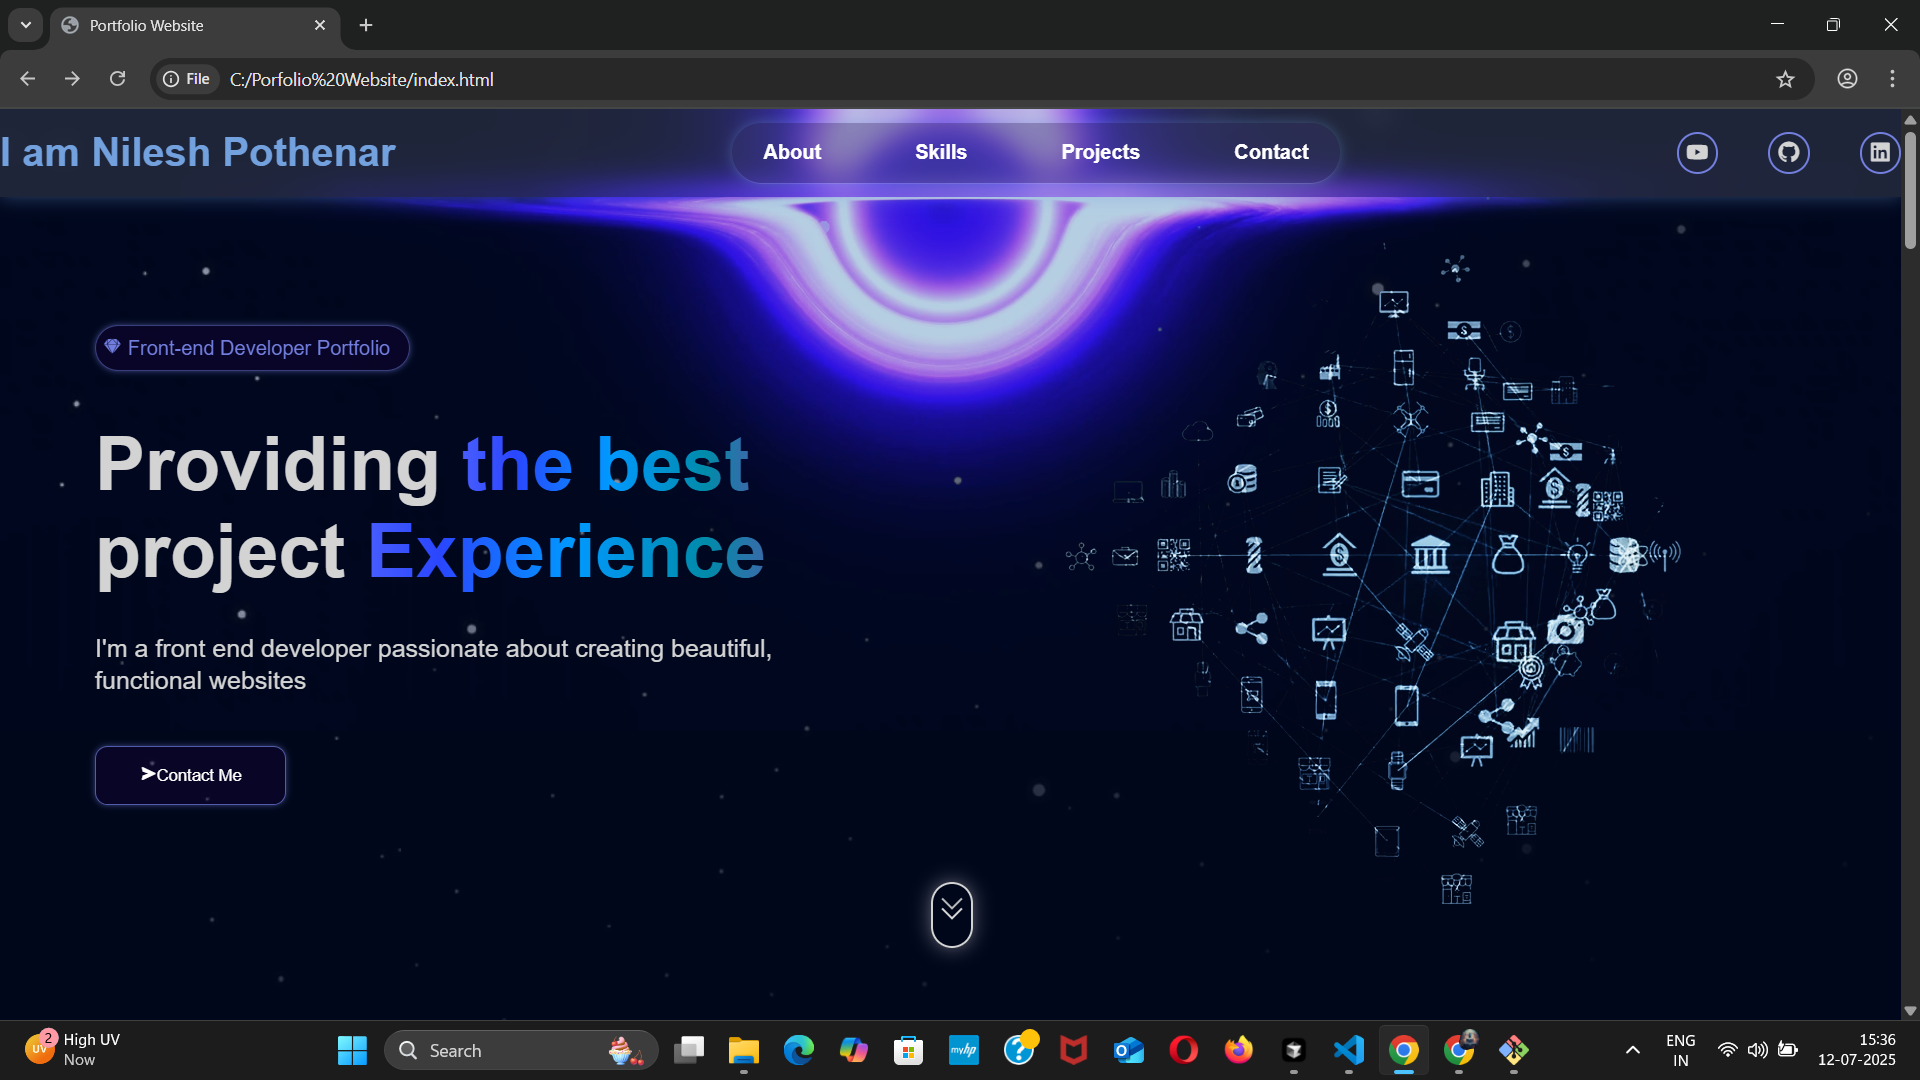 Portfolio Website
File
C:/Porfolio%20Website/index.html
I am Nilesh Pothenar
About
Skills
Projects
Contact
Front-end Developer Portfolio
Providing the best
project Experience
I'm a front end developer passionate about creating beautiful,
functional websites
Contact Me
2
UV
High UV
Now
Search
myhp
ENG
IN
15:36
12-07-2025